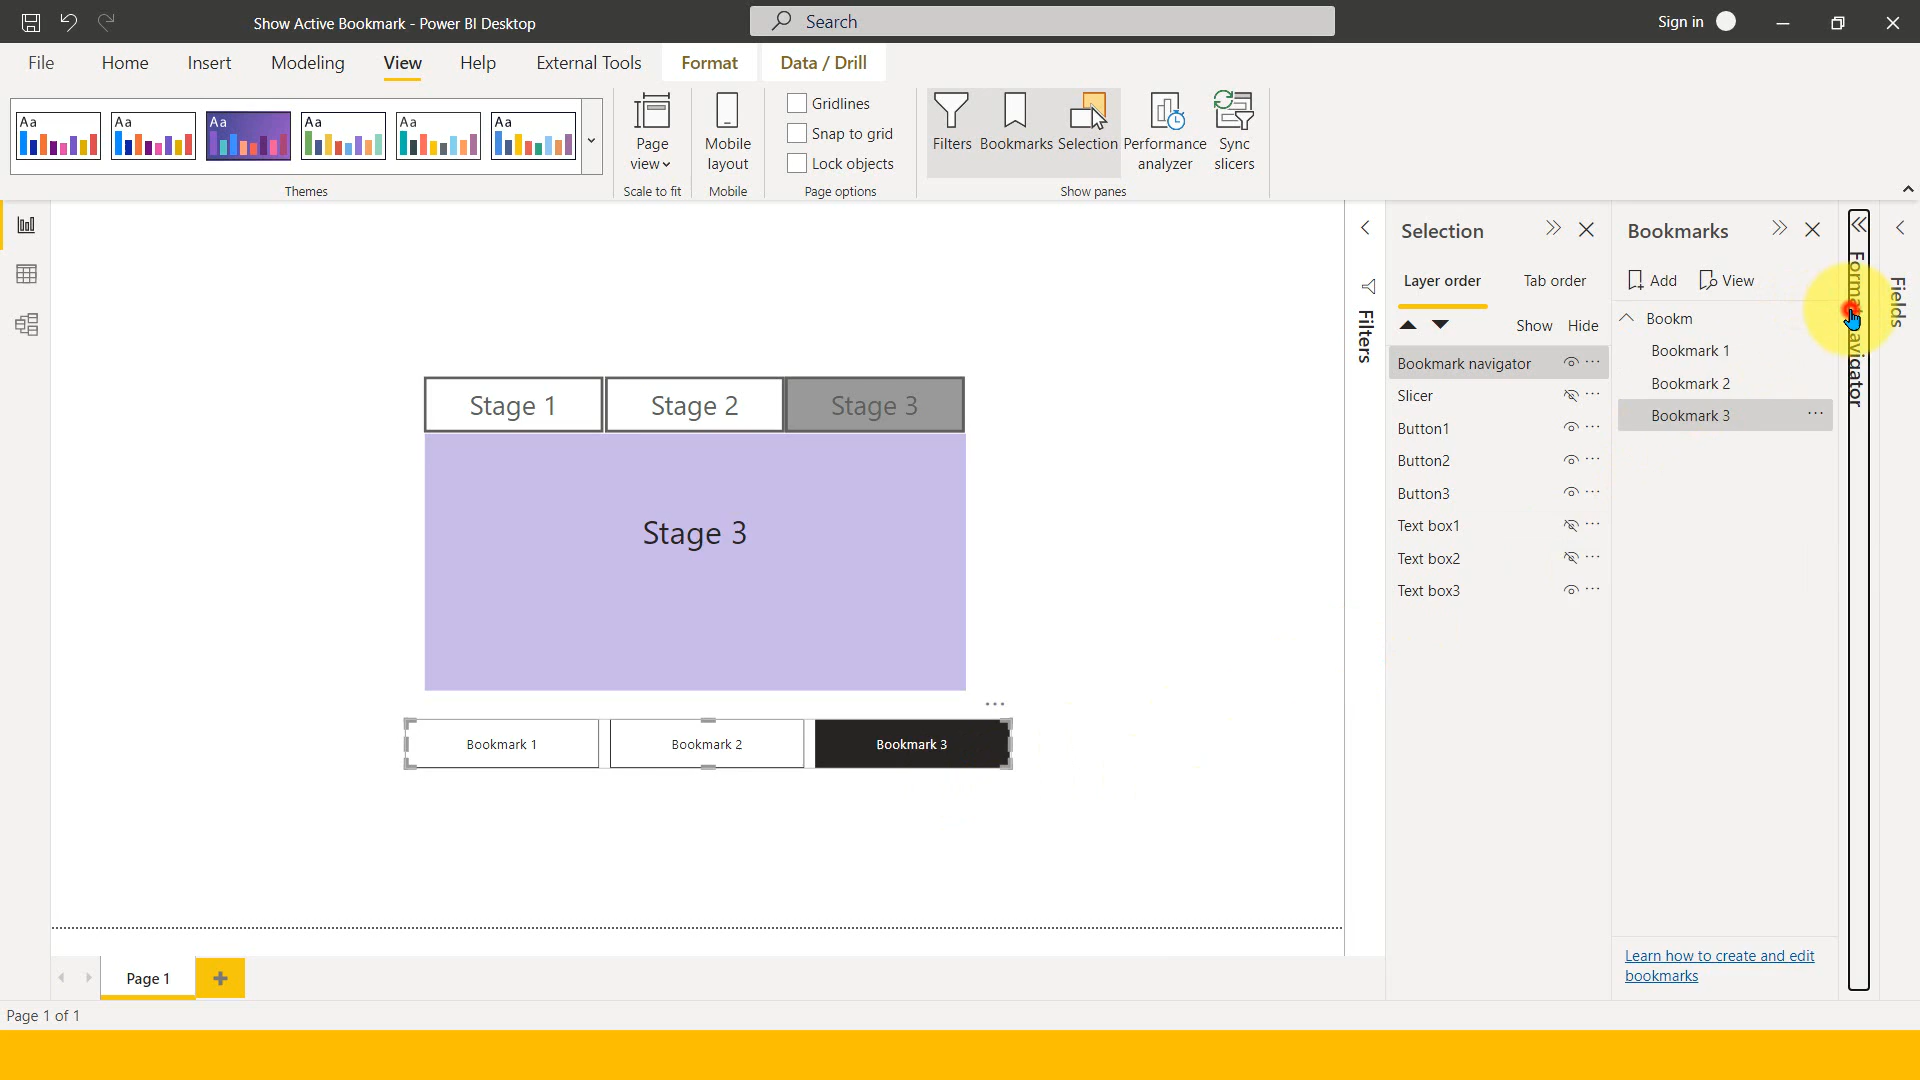 Show Active Bookmark - Power BI Desktop
Search
Sign in
File Home Insert Modeling View Help External Tools Format Data / Drill
Aa Aa Aa Aa Aa Aa
Page view
Mobile layout
Gridlines
Snap to grid
Lock objects
Filters
Bookmarks
Selection
Performance analyzer
Sync slicers
Themes
Scale to fit
Mobile
Page options
Show panes
Filters
Selection
Layer order Tab order
Show Hide
Bookmark navigator
Slicer
Button1
Button2
Button3
Text box1
Text box2
Text box3
Bookmarks
Add View
Bookm
Bookmark 1
Bookmark 2
Bookmark 3
Learn how to create and edit
bookmarks
Format navigator
Fields
Stage 1 Stage 2 Stage 3
Stage 3
Bookmark 1 Bookmark 2 Bookmark 3
Page 1
Page 1 of 1